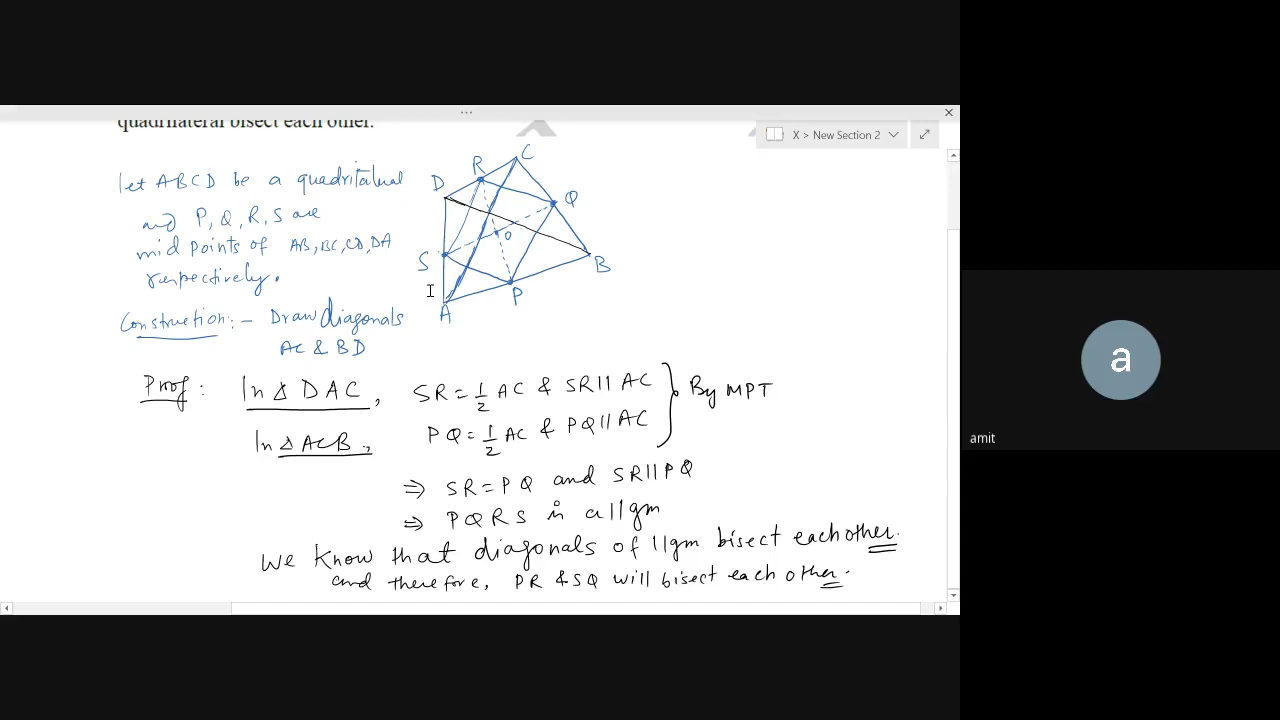 quadrilateral bisect each other.
X > New Section 2
let ABCD be a quadrilateral
and P, Q, R, S are
mid points of AB, BC, CD, DA
respectively.
Construction:- Draw diagonals
AC & BD
D R C
Q
O
S
B
P
A
Prof : In Δ DAC, SR = 1/2 AC & SR || AC
In Δ ACB, PQ = 1/2 AC & PQ || AC
By MPT
⇒ SR = PQ and SR || PQ
⇒ PQRS is a ||gm
We know that diagonals of ||gm bisect each other.
and therefore, PR & SQ will bisect each other.
a
amit